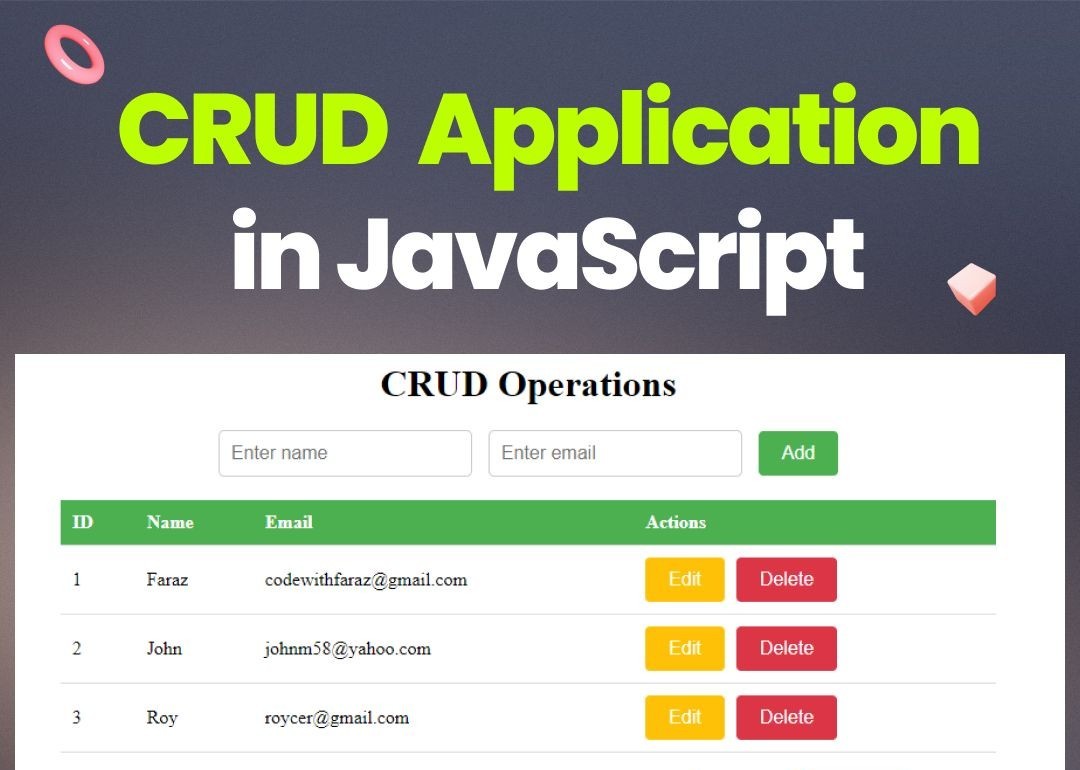 CRUD Application
in JavaScript
CRUD Operations
Enter name Enter email Add
ID Name Email Actions
1 Faraz codewithfaraz@gmail.com Edit Delete
2 John johnm58@yahoo.com Edit Delete
3 Roy roycer@gmail.com Edit Delete